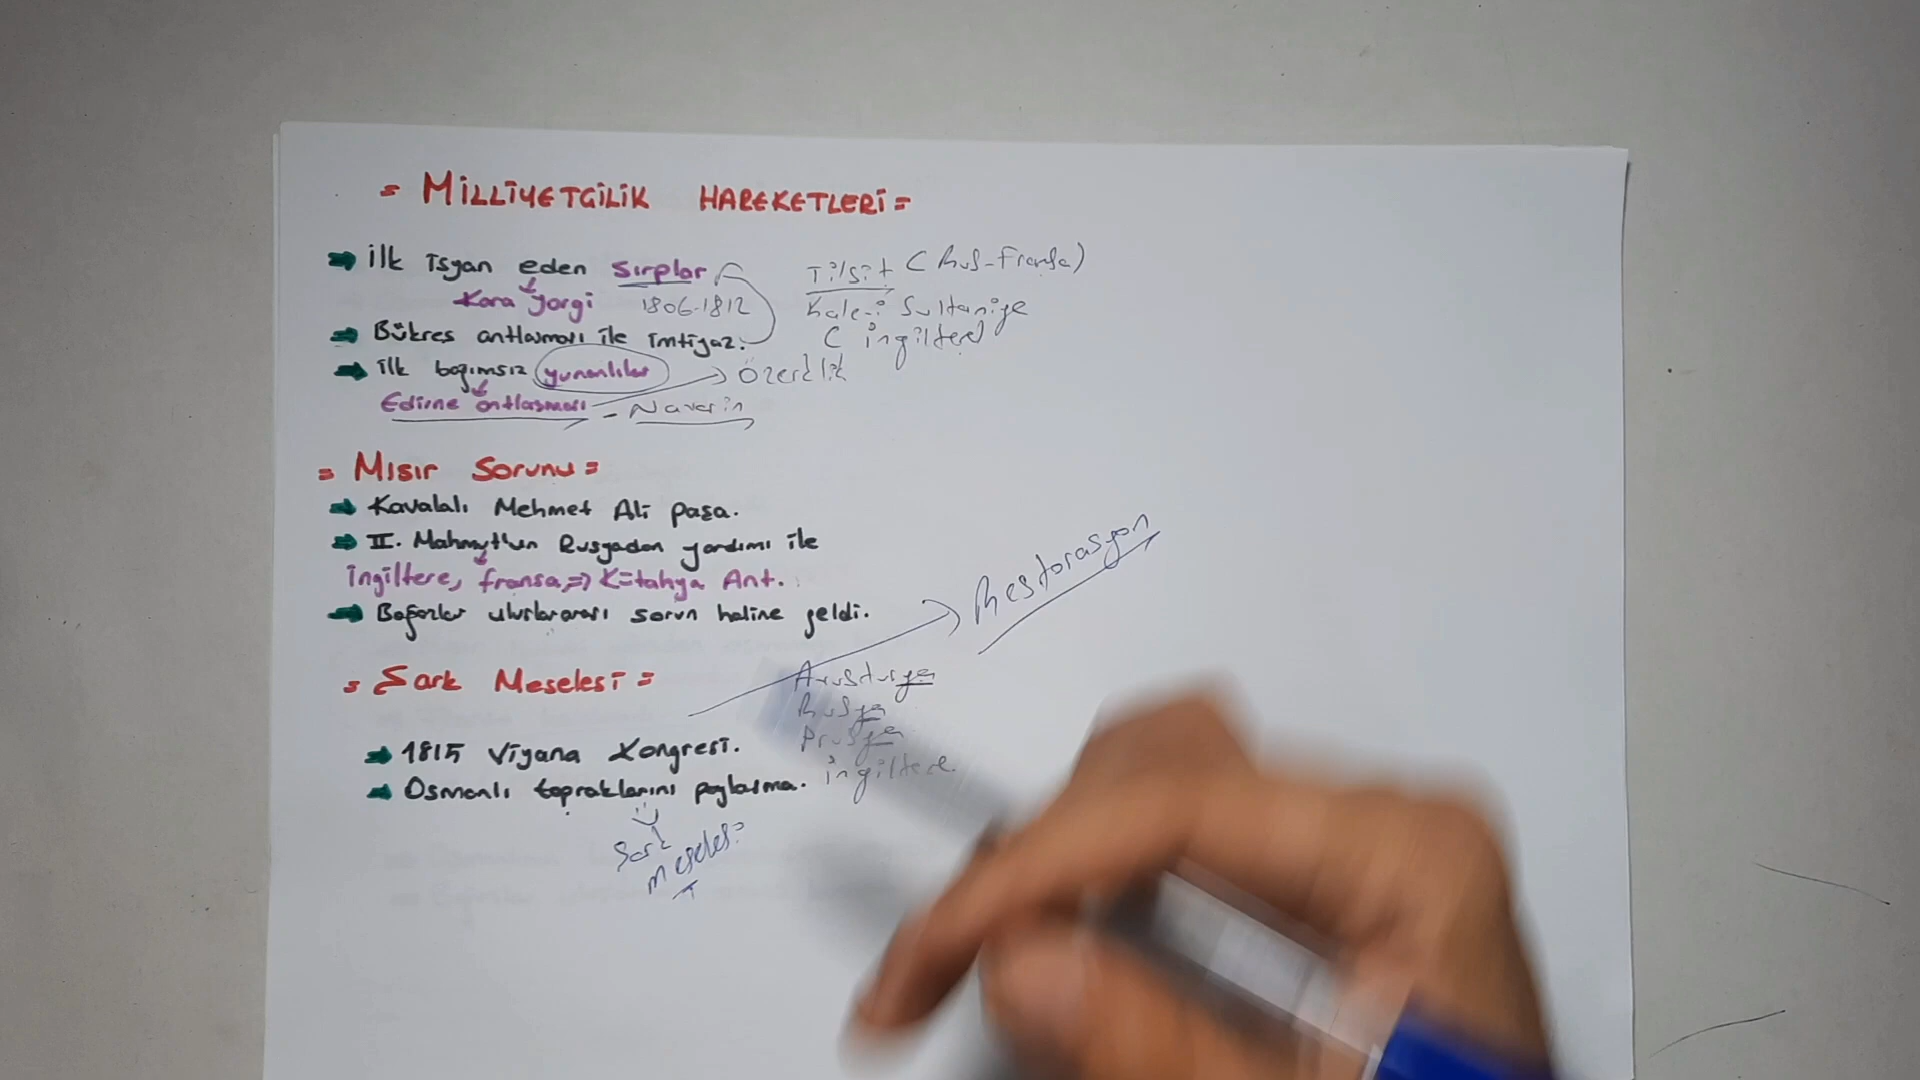 = MİLLİYETÇİLİK HAREKETLERİ =
İlk isyan eden Sırplar
Kara yorgi 1806-1812
Tilsit ( Rus-Fransa)
Kale-i Sultaniye
( İngiltere)
Bükreş antlaşması ile imtiyaz.
İlk bağımsız yunanlılar
Özerklik
Edirne antlaşması - Navarin
= Mısır Sorunu =
Kavalalı Mehmet Ali paşa.
II. Mahmut'un Rusyadan yardımı ile
İngiltere, fransa, => Kütahya Ant.
Boğazlar uluslararası sorun haline geldi.
Restorasyon
= Şark Meselesi =
Avusturya
Rusya
Prusya
İngiltere
1815 Viyana Kongresi.
Osmanlı topraklarını paylaşma.
Şark
meselesi